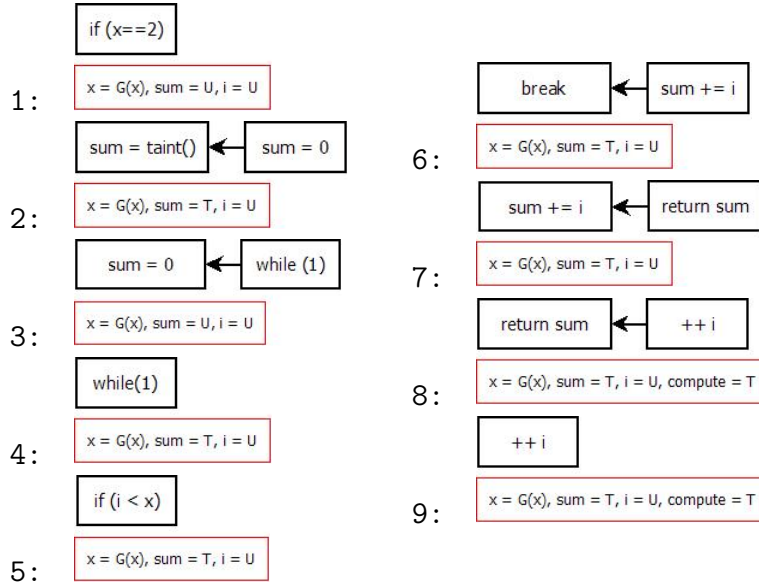 if (x==2)
1:
x = G(x), sum = U, i = U
sum = taint()
sum = 0
2:
x = G(x), sum = T, i = U
sum = 0
while (1)
3:
x = G(x), sum = U, i = U
while(1)
4:
x = G(x), sum = T, i = U
if (i < x)
5:
x = G(x), sum = T, i = U
break
sum += i
6:
x = G(x), sum = T, i = U
sum += i
return sum
7:
x = G(x), sum = T, i = U
return sum
++ i
8:
x = G(x), sum = T, i = U, compute = T
++ i
9:
x = G(x), sum = T, i = U, compute = T